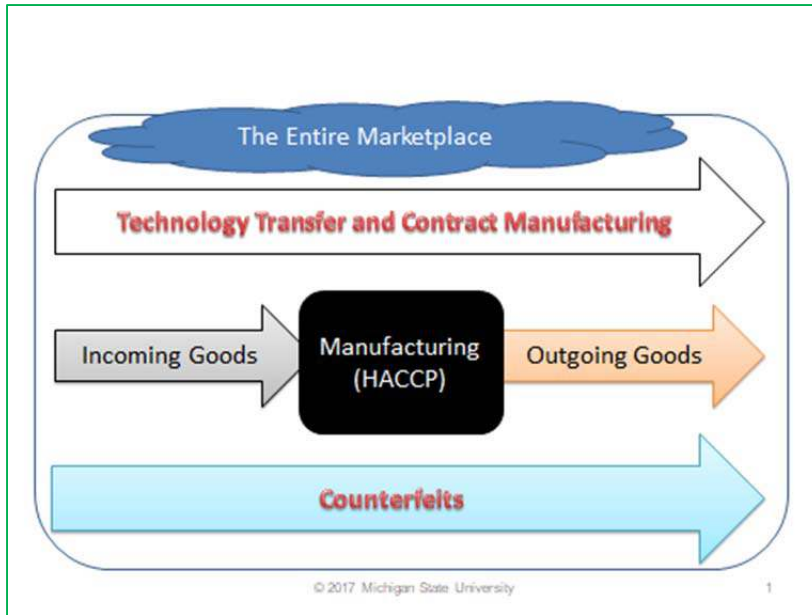 The Entire Marketplace
Technology Transfer and Contract Manufacturing
Incoming Goods
Manufacturing
(HACCP)
Outgoing Goods
Counterfeits
© 2017 Michigan State University
1